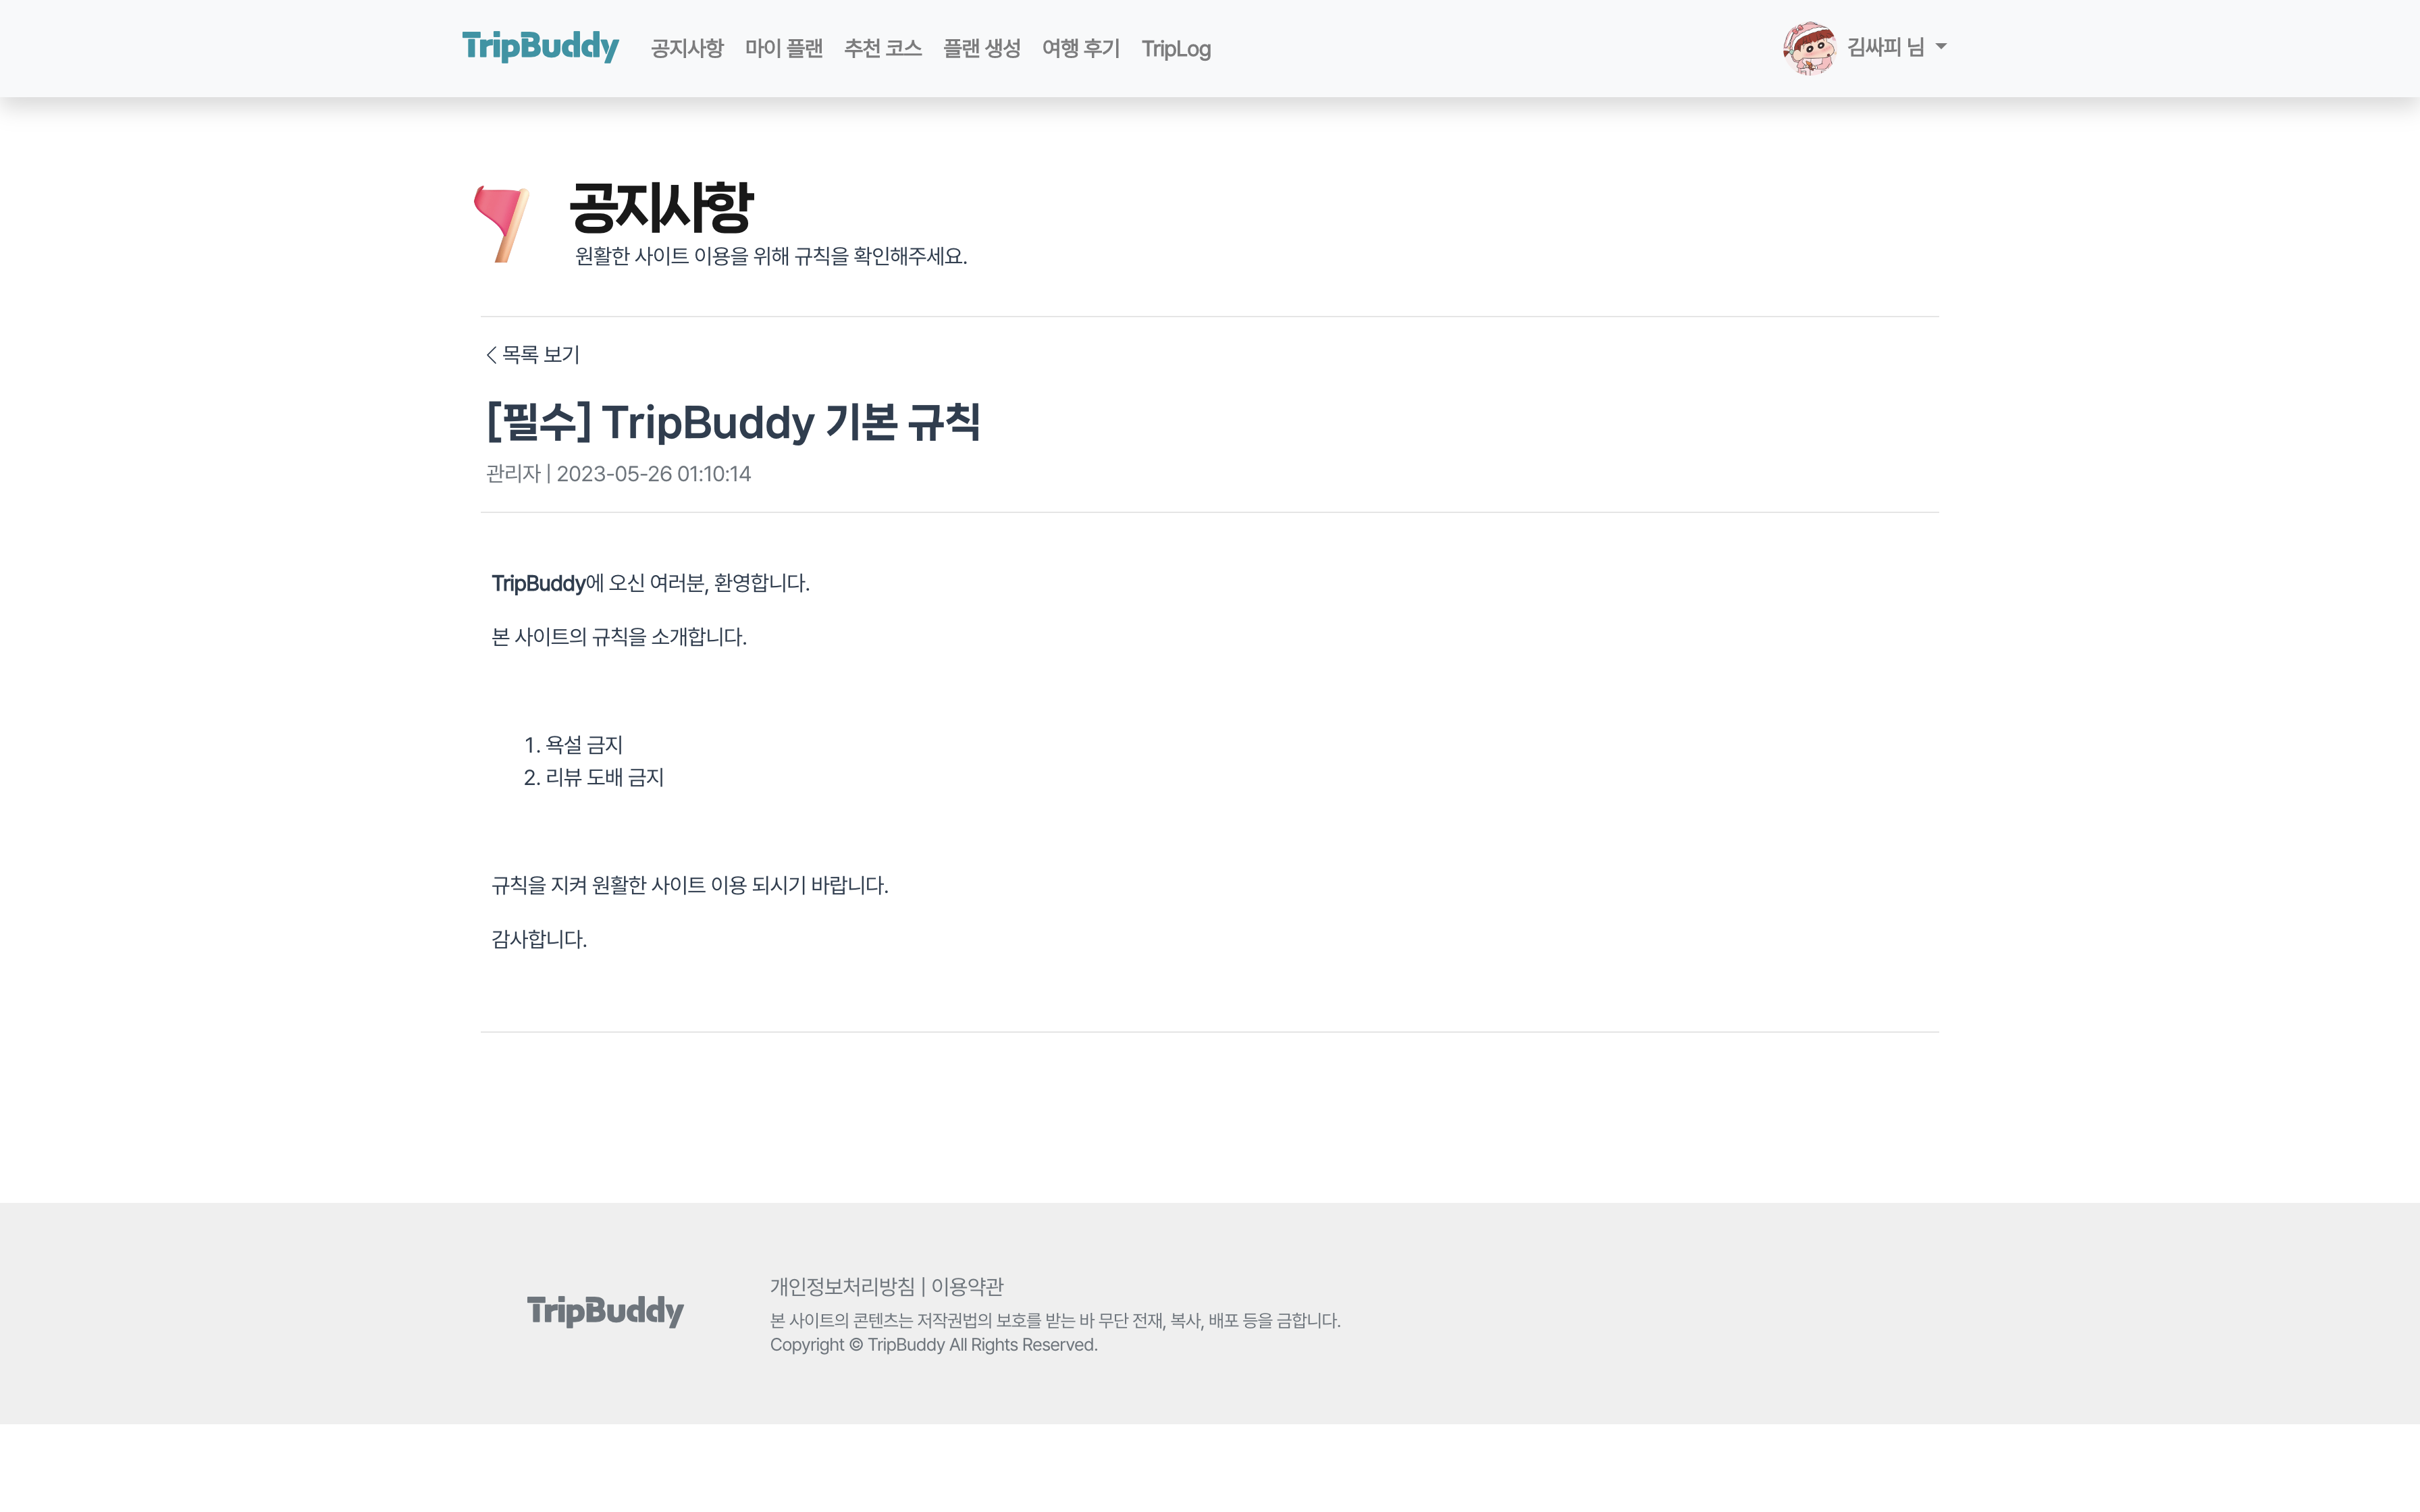 TripBuddy 공지사항 마이 플랜 추천 코스 플랜 생성 여행 후기 TripLog 김싸피 님
공지사항
원활한 사이트 이용을 위해 규칙을 확인해주세요.
목록 보기
[필수] TripBuddy 기본 규칙
관리자 | 2023-05-26 01:10:14
TripBuddy에 오신 여러분, 환영합니다.
본 사이트의 규칙을 소개합니다.
1. 욕설 금지
2. 리뷰 도배 금지
규칙을 지켜 원활한 사이트 이용 되시기 바랍니다.
감사합니다.
TripBuddy
개인정보처리방침 | 이용약관
본 사이트의 콘텐츠는 저작권법의 보호를 받는 바 무단 전재, 복사, 배포 등을 금합니다.
Copyright © TripBuddy All Rights Reserved.